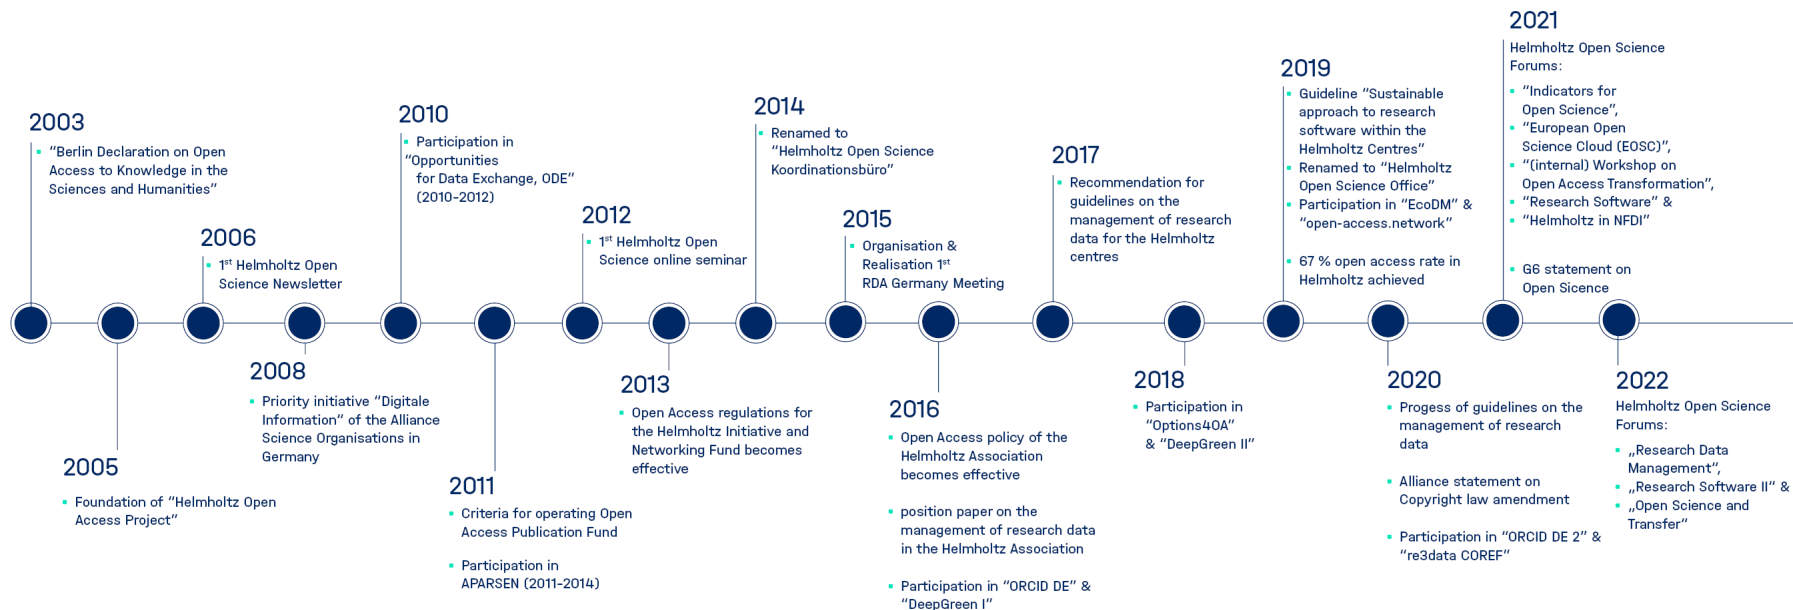 2003
“Berlin Declaration on Open
Access to Knowledge in the
Sciences and Humanities”
2005
Foundation of “Helmholtz Open
Access Project”
2006
1st Helmholtz Open
Science Newsletter
2008
Priority initiative “Digitale
Information“ of the Alliance
Science Organisations in
Germany
2010
Participation in
“Opportunities
for Data Exchange, ODE”
(2010-2012)
2011
Criteria for operating Open
Access Publication Fund
Participation in
APARSEN (2011-2014)
2012
1st Helmholtz Open
Science online seminar
2013
Open Access regulations for
the Helmholtz Initiative and
Networking Fund becomes
effective
2014
Renamed to
“Helmholtz Open Science
Koordinationsbüro”
2015
Organisation &
Realisation 1st
RDA Germany Meeting
2016
Open Access policy of the
Helmholtz Association
becomes effective
position paper on the
management of research data
in the Helmholtz Association
Participation in “ORCID DE” &
“DeepGreen I”
2017
Recommendation for
guidelines on the
management of research
data for the Helmholtz
centres
2018
Participation in
“Options4OA”
& “DeepGreen II”
2019
Guideline “Sustainable
approach to research
software within the
Helmholtz Centres”
Renamed to “Helmholtz
Open Science Office”
Participation in “EcoDM” &
“open-access.network”
67 % open access rate in
Helmholtz achieved
2020
Progess of guidelines on the
management of research
data
Alliance statement on
Copyright law amendment
Participation in “ORCID DE 2” &
“re3data COREF”
2021
Helmholtz Open Science
Forums:
“Indicators for
Open Science”,
“European Open
Science Cloud (EOSC)”,
“(internal) Workshop on
Open Access Transformation”,
“Research Software” &
“Helmholtz in NFDI”
G6 statement on
Open Sicence
2022
Helmholtz Open Science
Forums:
„Research Data
Management“,
„Research Software II“ &
„Open Science and
Transfer“